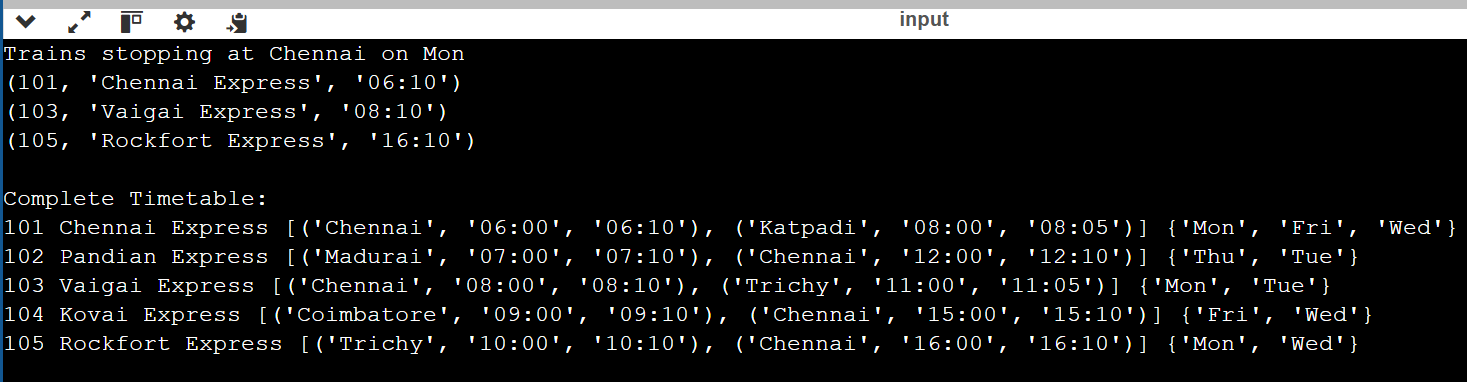 input
Trains stopping at Chennai on Mon
(101, 'Chennai Express', '06:10')
(103, 'Vaigai Express', '08:10')
(105, 'Rockfort Express', '16:10')
Complete Timetable:
101 Chennai Express [('Chennai', '06:00', '06:10'), ('Katpadi', '08:00', '08:05')] {'Mon', 'Fri', 'Wed'}
102 Pandian Express [('Madurai', '07:00', '07:10'), ('Chennai', '12:00', '12:10')] {'Thu', 'Tue'}
103 Vaigai Express [('Chennai', '08:00', '08:10'), ('Trichy', '11:00', '11:05')] {'Mon', 'Tue'}
104 Kovai Express [('Coimbatore', '09:00', '09:10'), ('Chennai', '15:00', '15:10')] {'Fri', 'Wed'}
105 Rockfort Express [('Trichy', '10:00', '10:10'), ('Chennai', '16:00', '16:10')] {'Mon', 'Wed'}